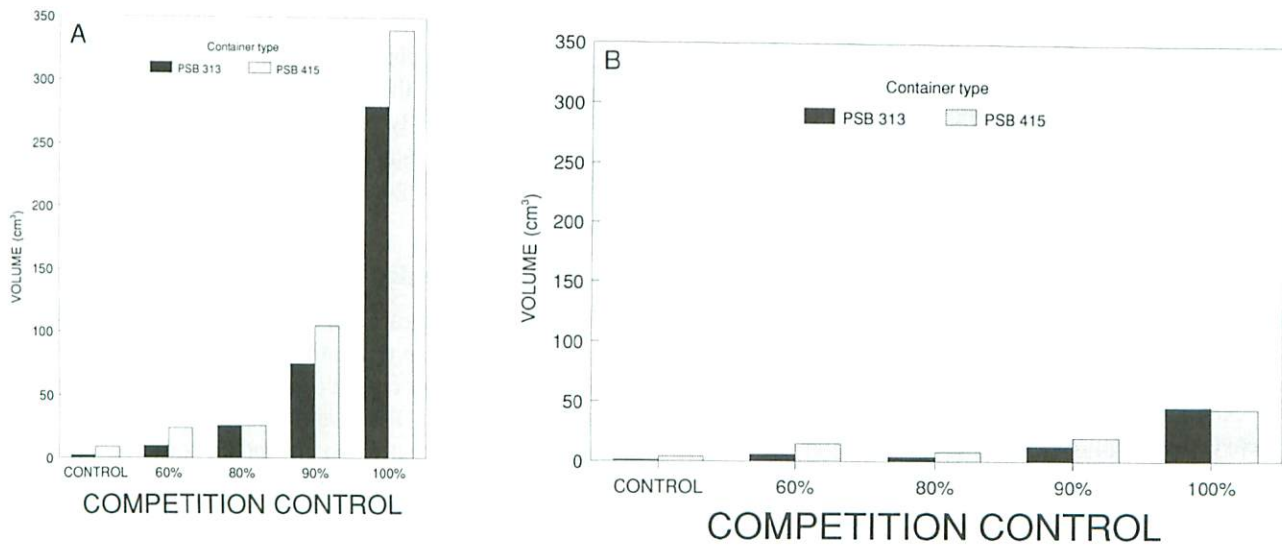 A
Container type
PSB 313
PSB 415
350
300
250
200
150
100
50
0
VOLUME (cm³)
CONTROL
60%
80%
90%
100%
COMPETITION CONTROL
B
Container type
PSB 313
PSB 415
350
300
250
200
150
100
50
0
VOLUME (cm³)
CONTROL
60%
80%
90%
100%
COMPETITION CONTROL